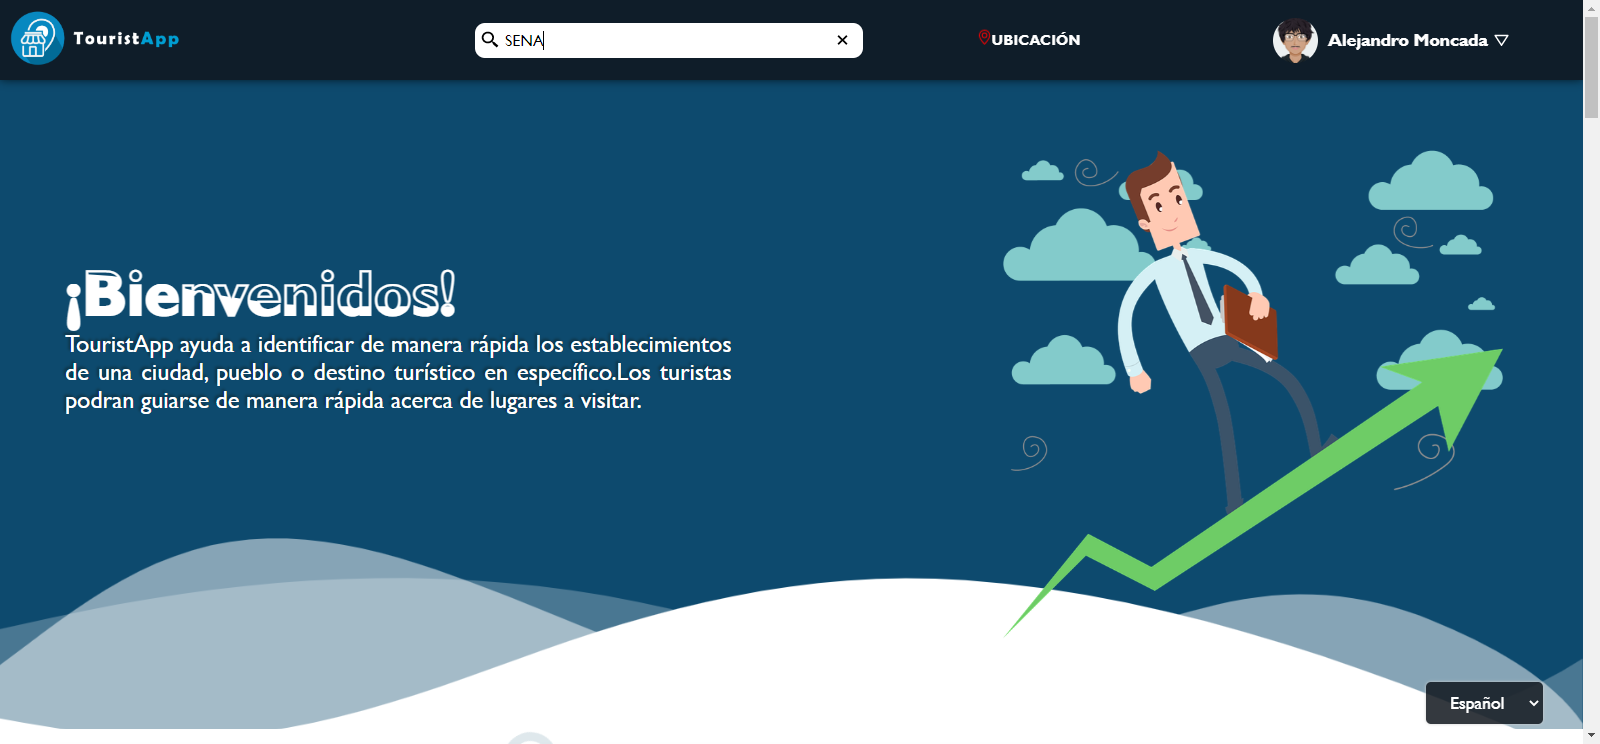 TouristApp
SENA
UBICACIÓN
Alejandro Moncada
¡Bienvenidos!
TouristApp ayuda a identificar de manera rápida los establecimientos
de una ciudad, pueblo o destino turístico en específico.Los turistas
podran guiarse de manera rápida acerca de lugares a visitar.
Español